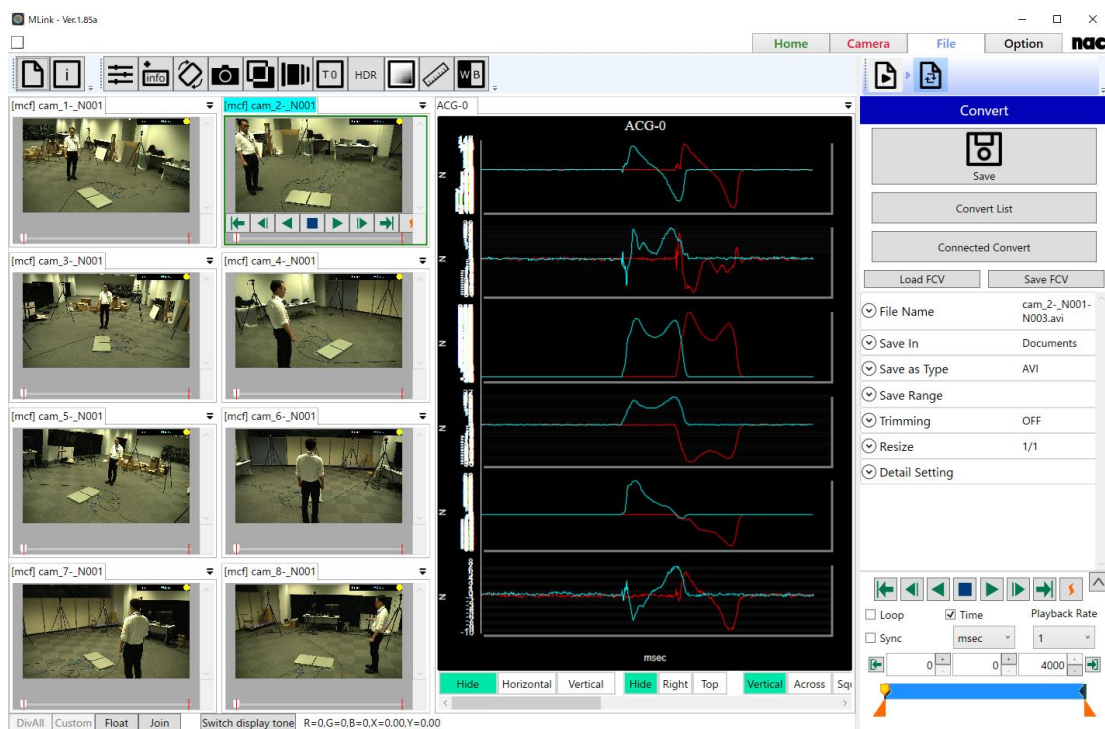 MLink - Ver.1.85a
Home Camera File Option nac
i info T0 HDR WB
[mcf] cam_1-_N001
[mcf] cam_2-_N001
ACG-0
ACG-0
N
N
N
N
N
N
-10
msec
[mcf] cam_3-_N001
[mcf] cam_4-_N001
[mcf] cam_5-_N001
[mcf] cam_6-_N001
[mcf] cam_7-_N001
[mcf] cam_8-_N001
Hide Horizontal Vertical Hide Right Top Vertical Across Squ
DivAll Custom Float Join Switch display tone R=0,G=0,B=0,X=0.00,Y=0.00
Convert
Save
Convert List
Connected Convert
Load FCV Save FCV
File Name cam_2-_N001-
N003.avi
Save In Documents
Save as Type AVI
Save Range
Trimming OFF
Resize 1/1
Detail Setting
Loop Time Playback Rate
Sync msec 1
0 0 4000